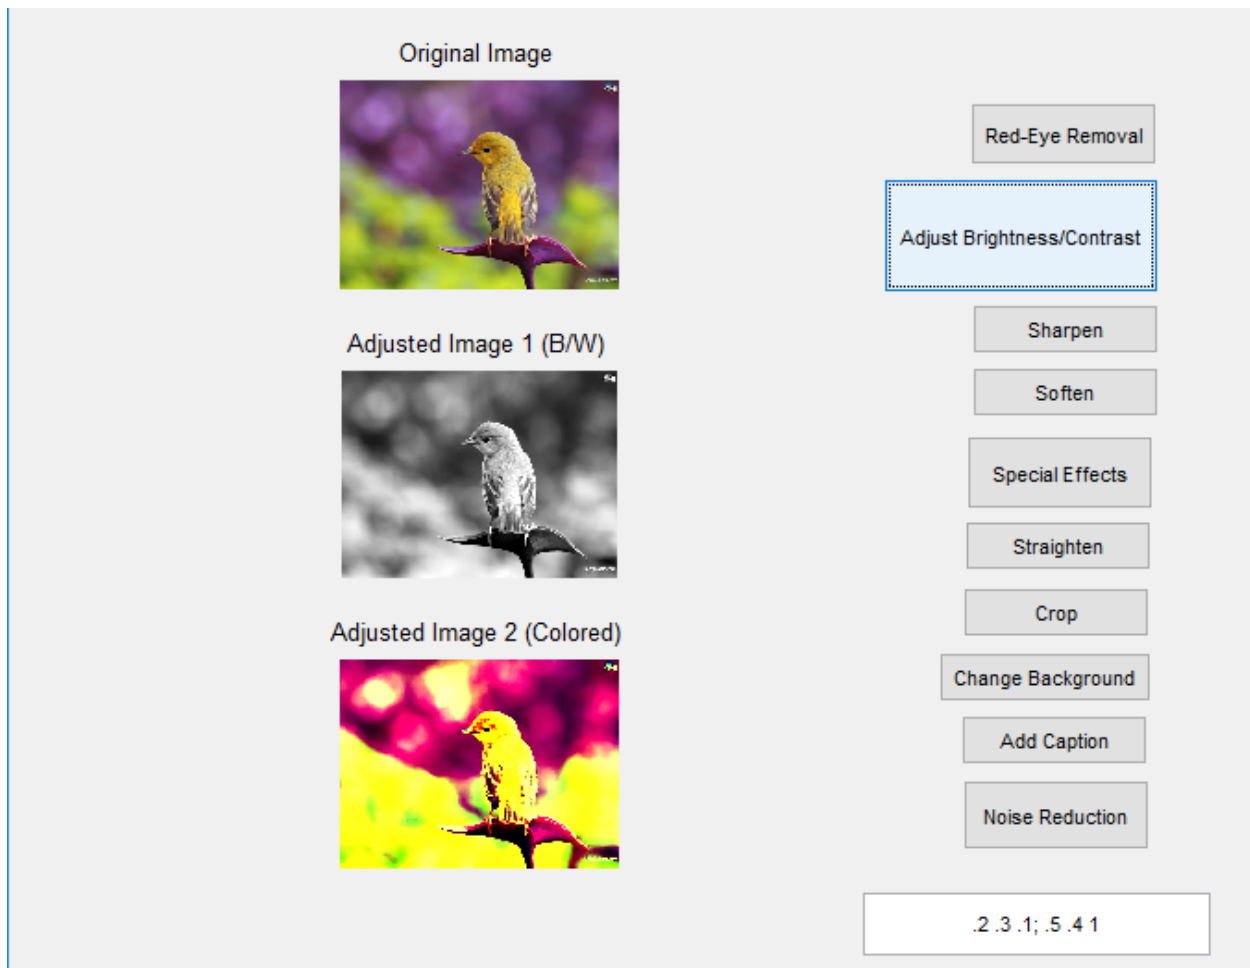 Original Image
Adjusted Image 1 (B/W)
Adjusted Image 2 (Colored)
Red-Eye Removal
Adjust Brightness/Contrast
Sharpen
Soften
Special Effects
Straighten
Crop
Change Background
Add Caption
Noise Reduction
.2 .3 .1; .5 .4 1